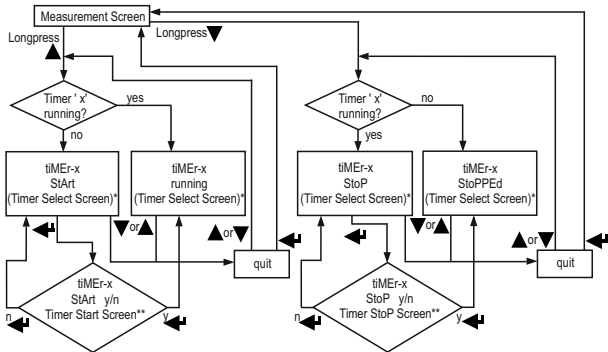 Measurement Screen
Longpress
Longpress
Timer ' x'
running?
yes
no
tiMEr-x
StArt
(Timer Select Screen)*
tiMEr-x
running
(Timer Select Screen)*
or
or
quit
tiMEr-x
StArt y/n
Timer Start Screen**
n
y
Timer ' x'
running?
no
yes
tiMEr-x
StoP
(Timer Select Screen)*
tiMEr-x
StoPPEd
(Timer Select Screen)*
or
or
quit
tiMEr-x
StoP y/n
Timer StoP Screen**
n
y